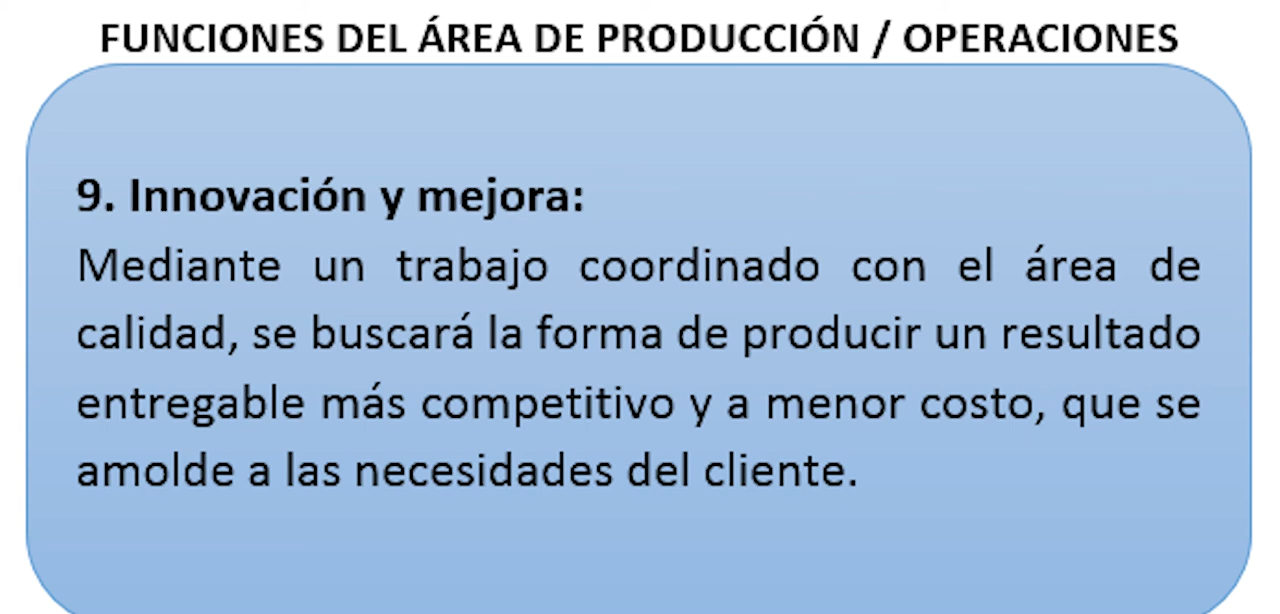 FUNCIONES DEL ÁREA DE PRODUCCIÓN / OPERACIONES
9. Innovación y mejora:
Mediante un trabajo coordinado con el área de
calidad, se buscará la forma de producir un resultado
entregable más competitivo y a menor costo, que se
amolde a las necesidades del cliente.